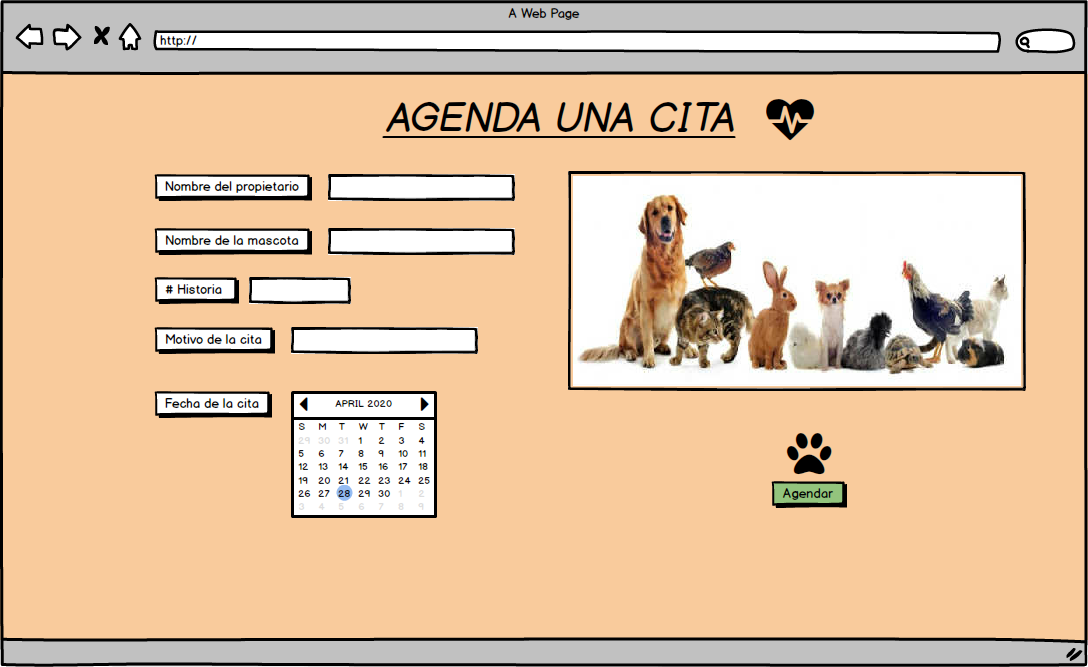 A Web Page
http://
AGENDA UNA CITA
Nombre del propietario
Nombre de la mascota
# Historia
Motivo de la cita
Fecha de la cita
APRIL 2020
S M T W T F S
29 30 31 1 2 3 4
5 6 7 8 9 10 11
12 13 14 15 16 17 18
19 20 21 22 23 24 25
26 27 28 29 30 1 2
3 4 5 6 7 8 9
Agendar